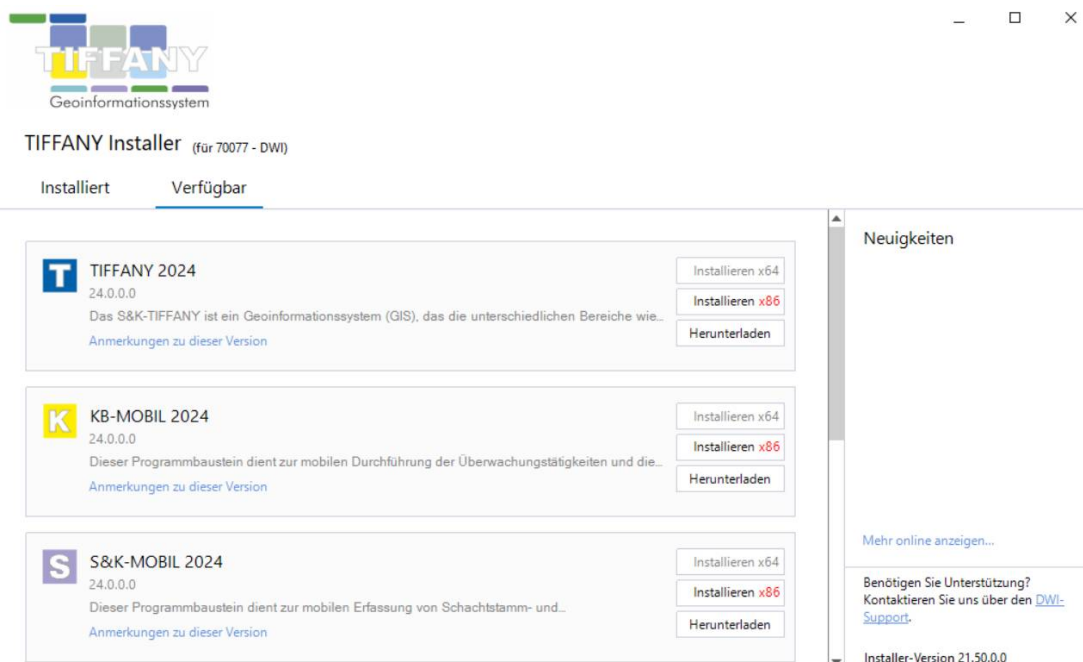 TIFFANY
Geoinformationssystem
TIFFANY Installer (für 70077 - DWI)
Installiert Verfügbar
T
TIFFANY 2024
24.0.0.0
Das S&K-TIFFANY ist ein Geoinformationssystem (GIS), das die unterschiedlichen Bereiche wie...
Anmerkungen zu dieser Version
Installieren x64
Installieren x86
Herunterladen
K
KB-MOBIL 2024
24.0.0.0
Dieser Programmbaustein dient zur mobilen Durchführung der Überwachungstätigkeiten und die...
Anmerkungen zu dieser Version
Installieren x64
Installieren x86
Herunterladen
S
S&K-MOBIL 2024
24.0.0.0
Dieser Programmbaustein dient zur mobilen Erfassung von Schachtstamm- und...
Anmerkungen zu dieser Version
Installieren x64
Installieren x86
Herunterladen
Neuigkeiten
Mehr online anzeigen...
Benötigen Sie Unterstützung?
Kontaktieren Sie uns über den DWI-
Support.
Installer-Version 21.50.0.0